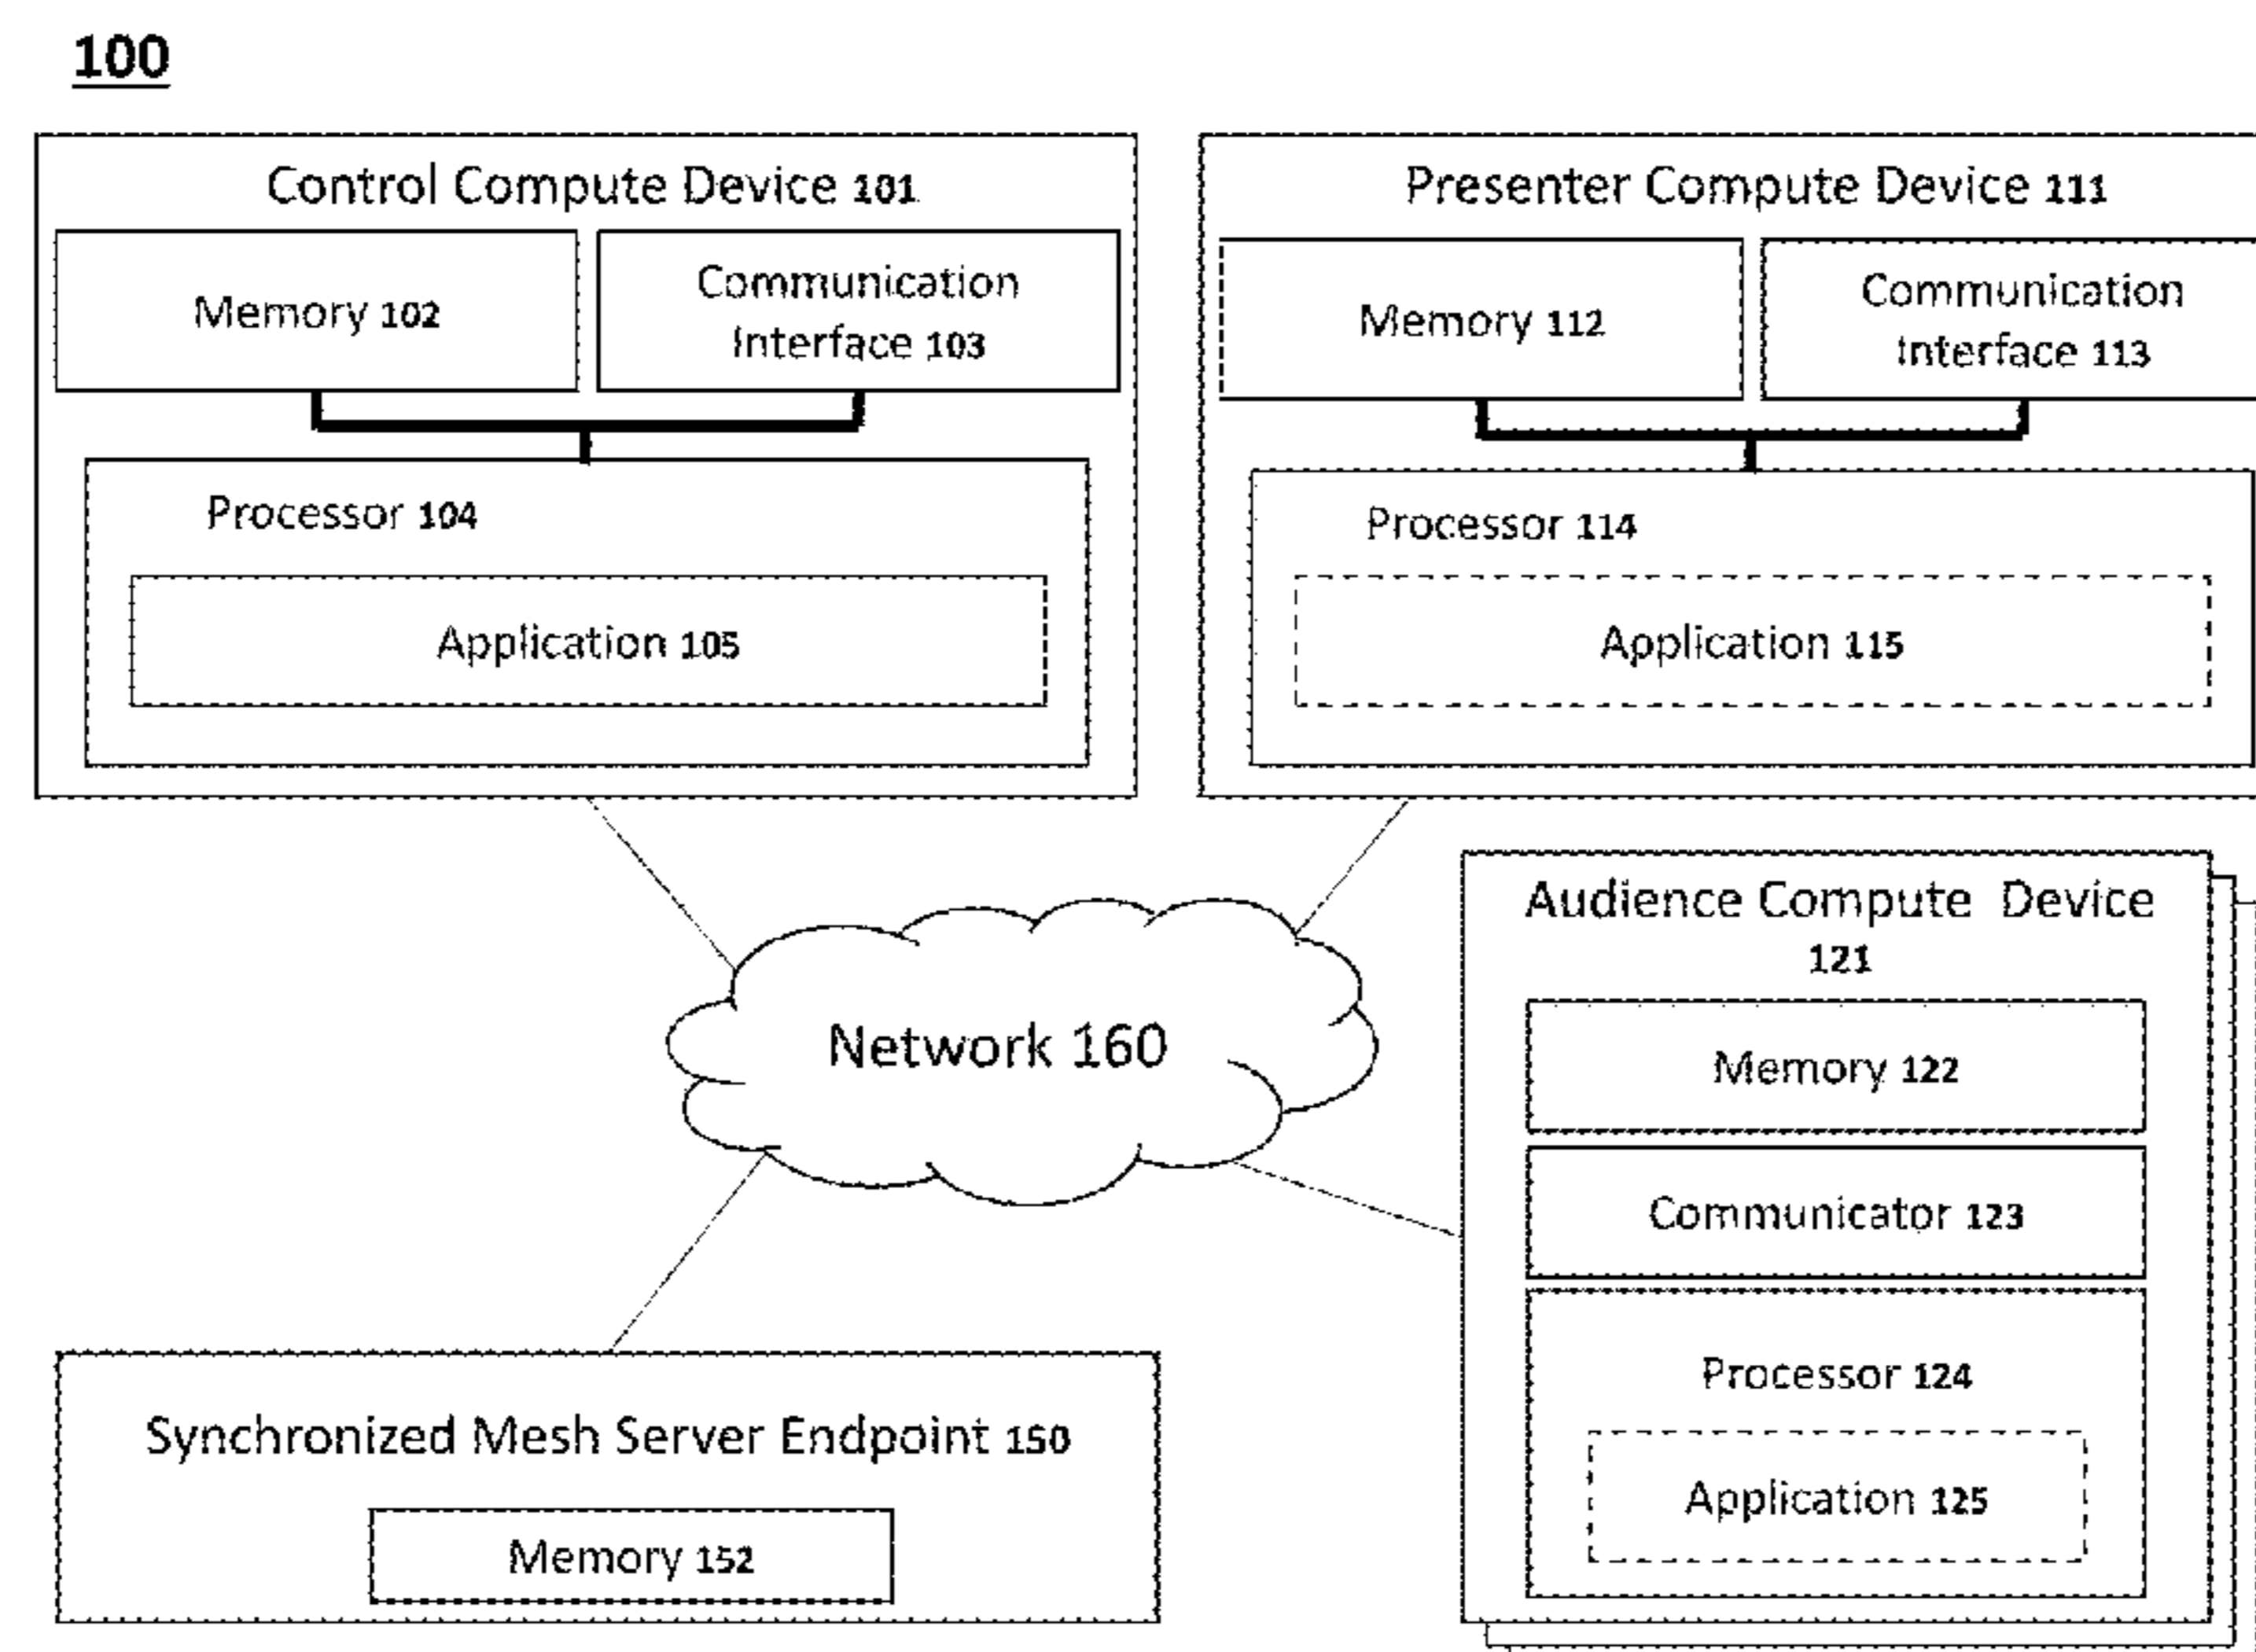 100
Control Compute Device 101
Memory 102
Communication
Interface 103
Processor 104
Application 105
Presenter Compute Device 111
Memory 112
Communication
Interface 113
Processor 114
Application 115
Network 160
Audience Compute Device
121
Memory 122
Communicator 123
Processor 124
Application 125
Synchronized Mesh Server Endpoint 150
Memory 152